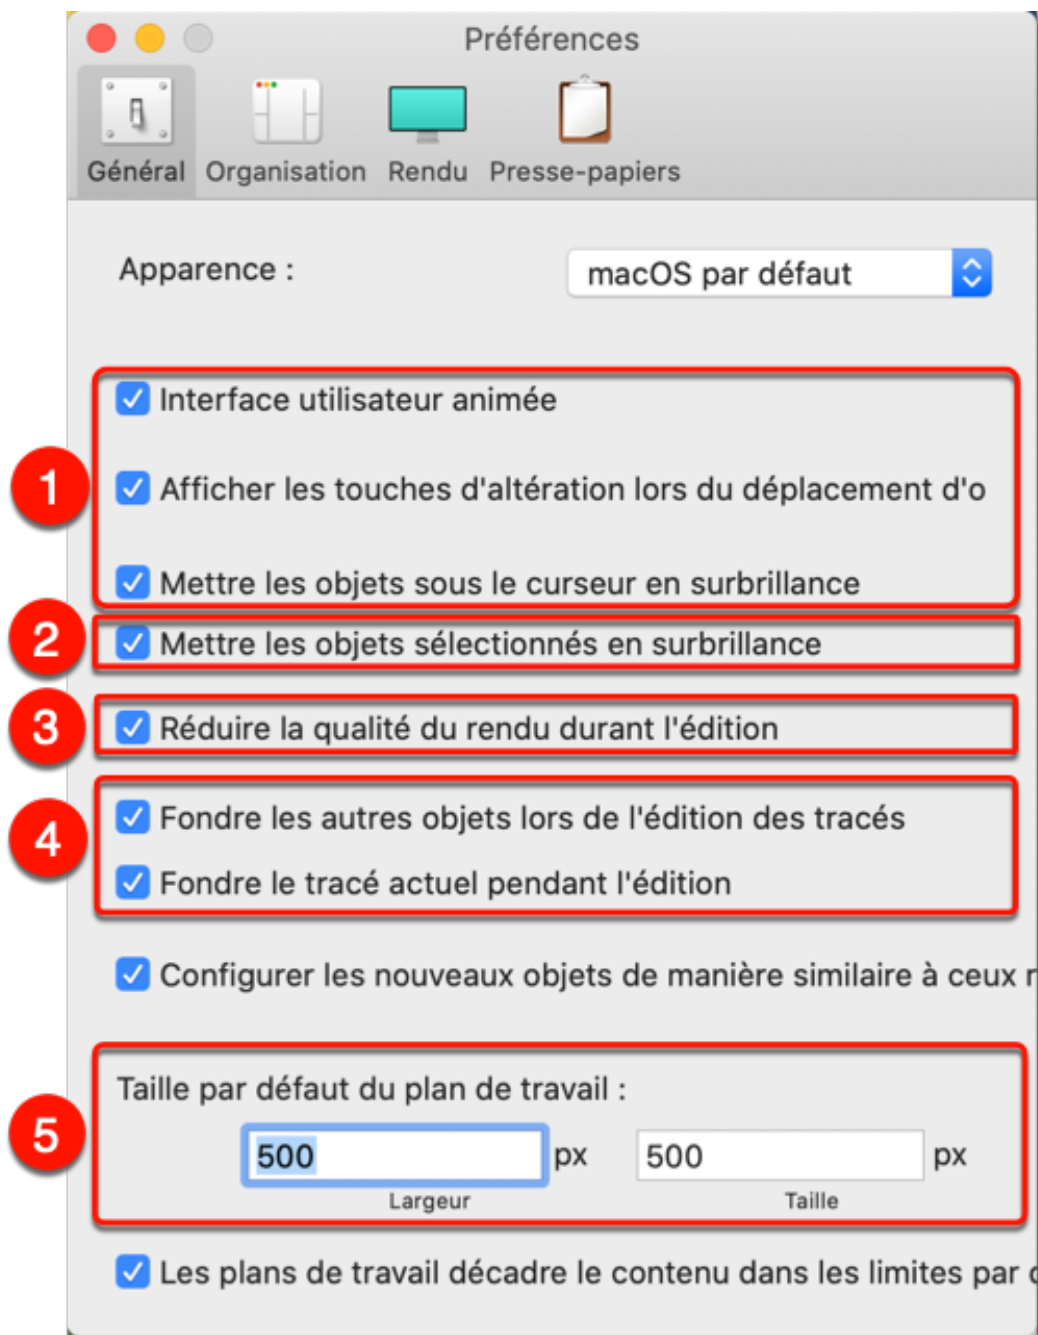 Préférences
Général Organisation Rendu Presse-papiers
Apparence : macOS par défaut
Interface utilisateur animée
1 Afficher les touches d'altération lors du déplacement d'o
Mettre les objets sous le curseur en surbrillance
2 Mettre les objets sélectionnés en surbrillance
3 Réduire la qualité du rendu durant l'édition
Fondre les autres objets lors de l'édition des tracés
4
Fondre le tracé actuel pendant l'édition
Configurer les nouveaux objets de manière similaire à ceux r
Taille par défaut du plan de travail :
5 500 px 500 px
Largeur Taille
Les plans de travail décadre le contenu dans les limites par